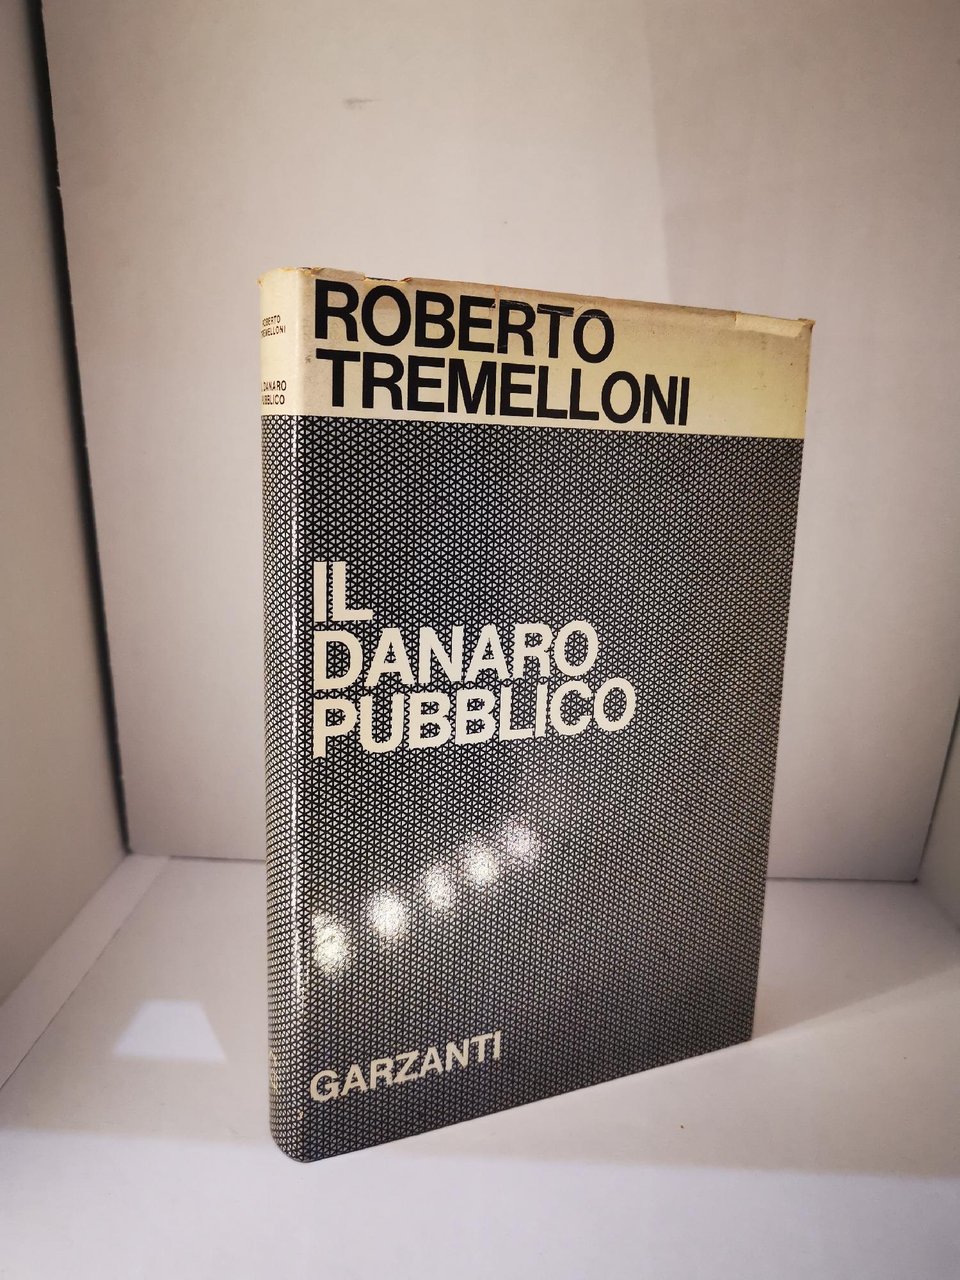 ROBERTO
TREMELLONI
IL
DANARO
PUBBLICO
GARZANTI
ROBERTO
TREMELLONI
IL DANARO
PUBBLICO